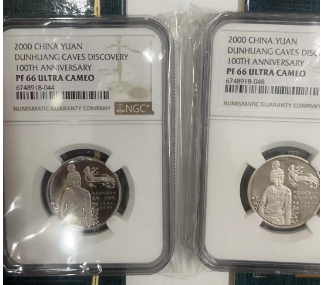 2000 CHINA YUAN
DUNHUANG CAVES DISCOVERY
100TH ANNIVERSARY
PF 66 ULTRA CAMEO
6748918-044
NUMISMATIC GUARANTY COMPANY
NGC
2000 CHINA YUAN
DUNHUANG CAVES DISC
100TH ANNIVERSARY
PF 66 ULTRA CAMEO
6748918-048
NUMISMATIC GUARANTY COMPANY